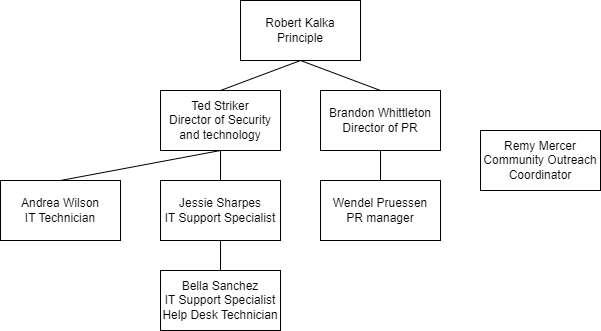 Robert Kalka
Principle
Ted Striker
Director of Security
and technology
Brandon Whittleton
Director of PR
Remy Mercer
Community Outreach
Coordinator
Andrea Wilson
IT Technician
Jessie Sharpes
IT Support Specialist
Wendel Pruessen
PR manager
Bella Sanchez
IT Support Specialist
Help Desk Technician